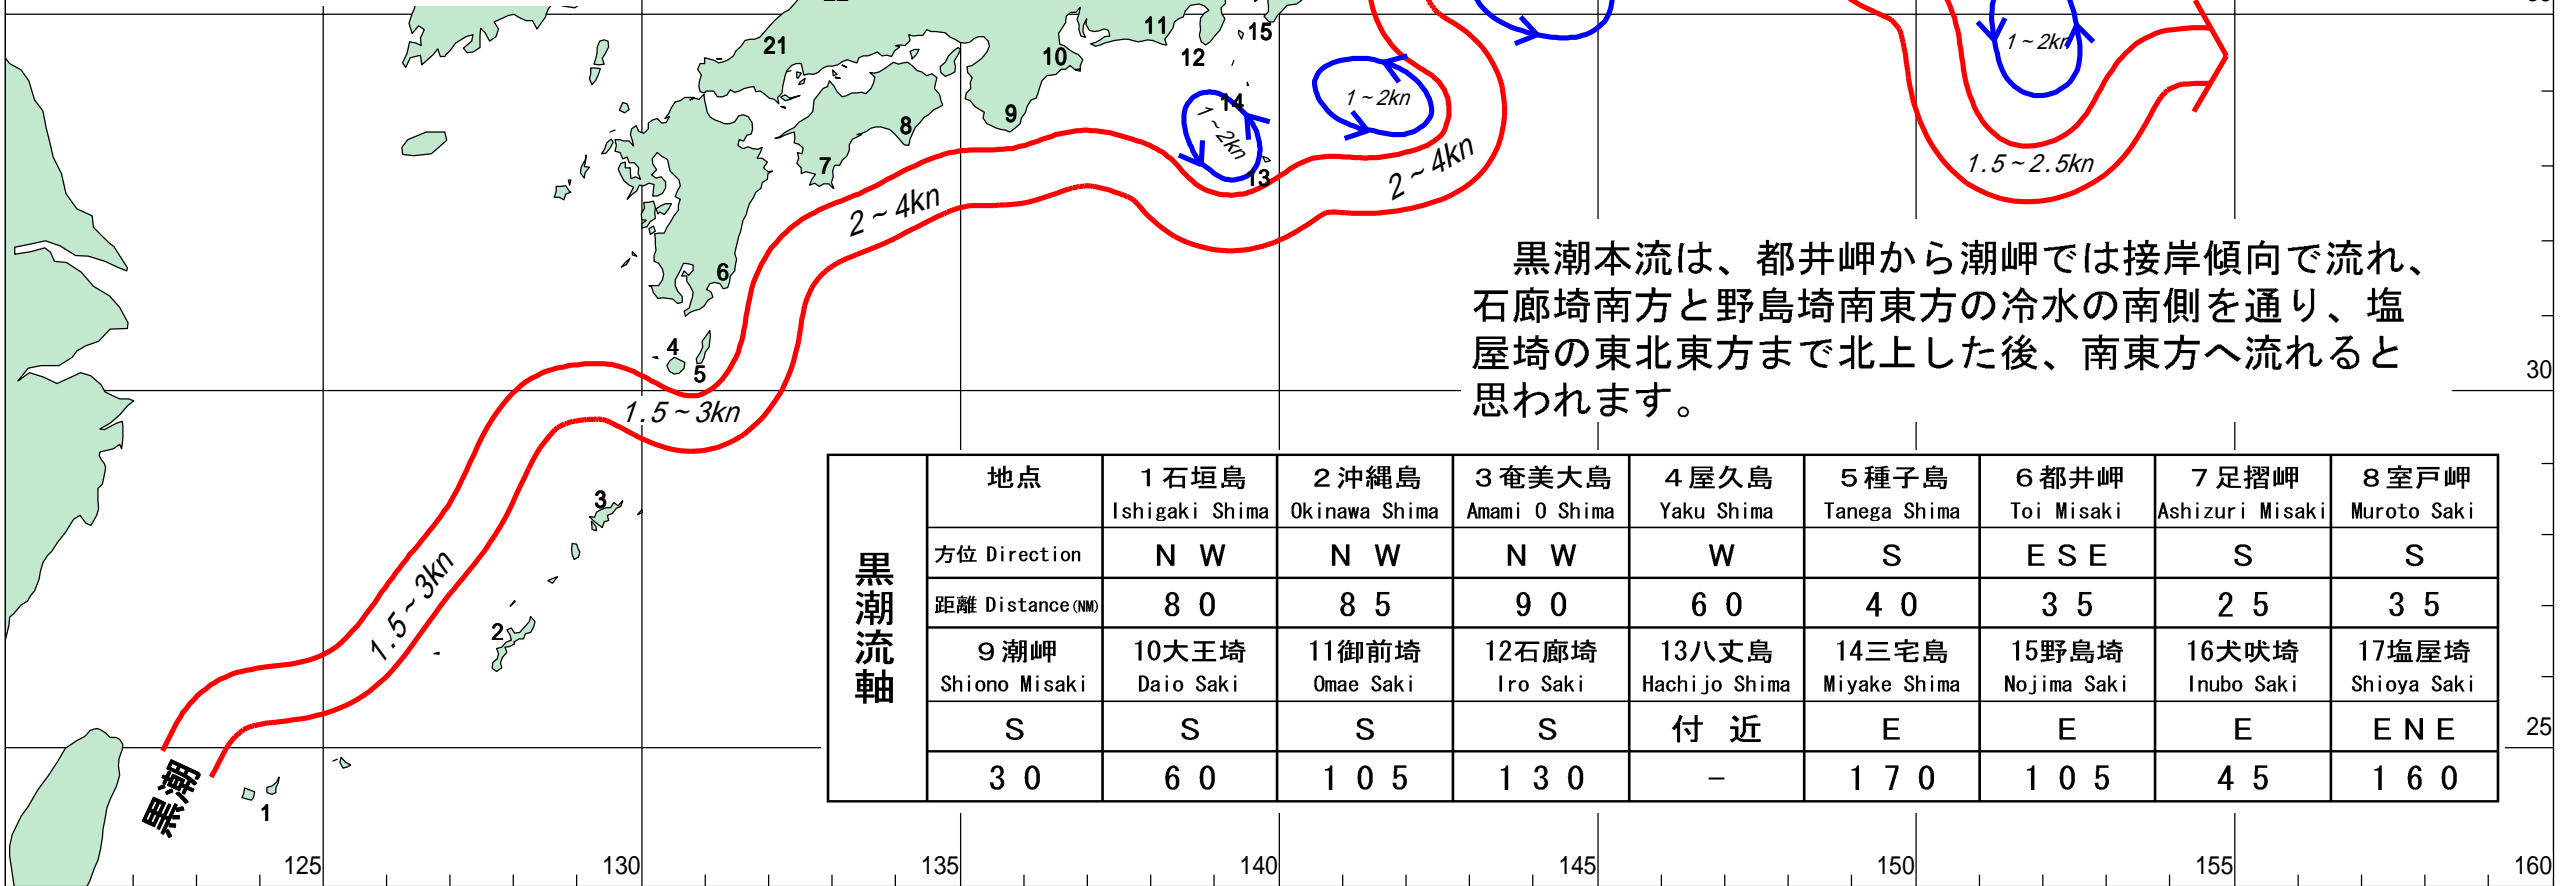 21
11
15
10
12
1~2kn
14
1~2kn
1~2kn
9
8
7
13
2~4kn
2~4kn
1.5~2.5kn
6
黒潮本流は、都井岬から潮岬では接岸傾向で流れ、
石廊埼南方と野島埼南東方の冷水の南側を通り、塩
屋埼の東北東方まで北上した後、南東方へ流れると
思われます。
4
5
30
1.5~3kn
3
1.5~3kn
2
黒潮
1
黒潮流軸
地点 1石垣島 2沖縄島 3奄美大島 4屋久島 5種子島 6都井岬 7足摺岬 8室戸岬
Ishigaki Shima Okinawa Shima Amami O Shima Yaku Shima Tanega Shima Toi Misaki Ashizuri Misaki Muroto Saki
方位 Direction N W N W N W W S E S E S S
距離 Distance(NM) 8 0 8 5 9 0 6 0 4 0 3 5 2 5 3 5
9潮岬 10大王埼 11御前埼 12石廊埼 13八丈島 14三宅島 15野島埼 16犬吠埼 17塩屋埼
Shiono Misaki Daio Saki Omae Saki Iro Saki Hachijo Shima Miyake Shima Nojima Saki Inubo Saki Shioya Saki
S S S S 付 近 E E E E N E
3 0 6 0 1 0 5 1 3 0 - 1 7 0 1 0 5 4 5 1 6 0
25
125 130 135 140 145 150 155 160